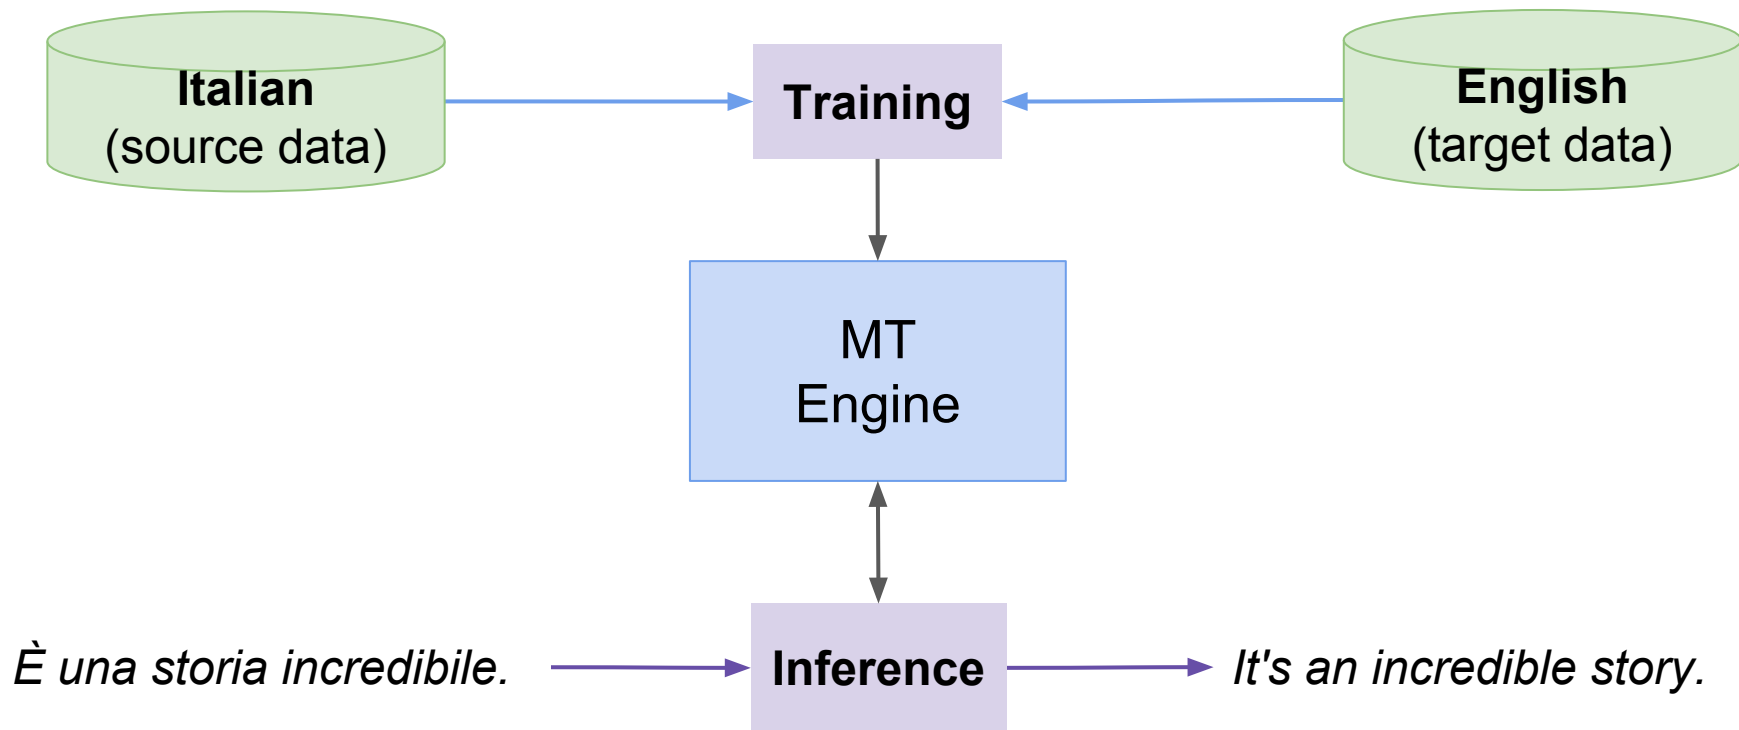 Italian
(source data)
Training
English
(target data)
MT
Engine
È una storia incredibile.
Inference
It's an incredible story.